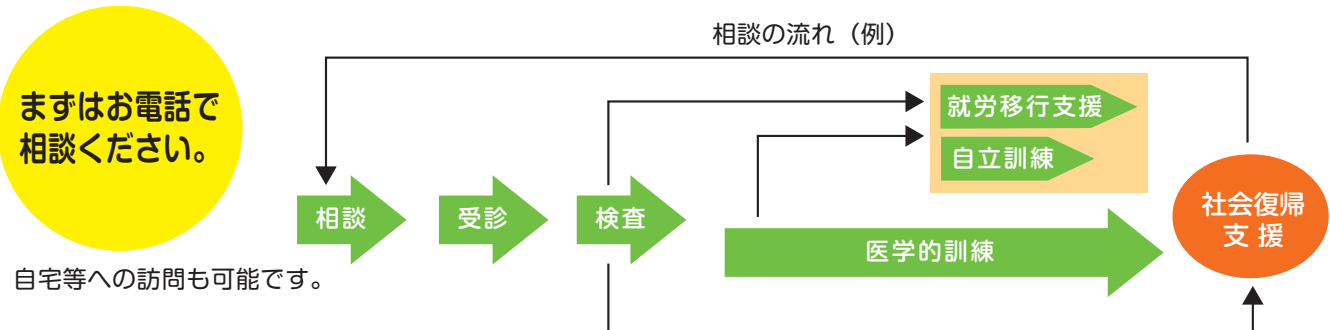 相談の流れ（例）
まずはお電話で
相談ください。
自宅等への訪問も可能です。
相談
受診
検査
就労移行支援
自立訓練
医学的訓練
社会復帰
支 援